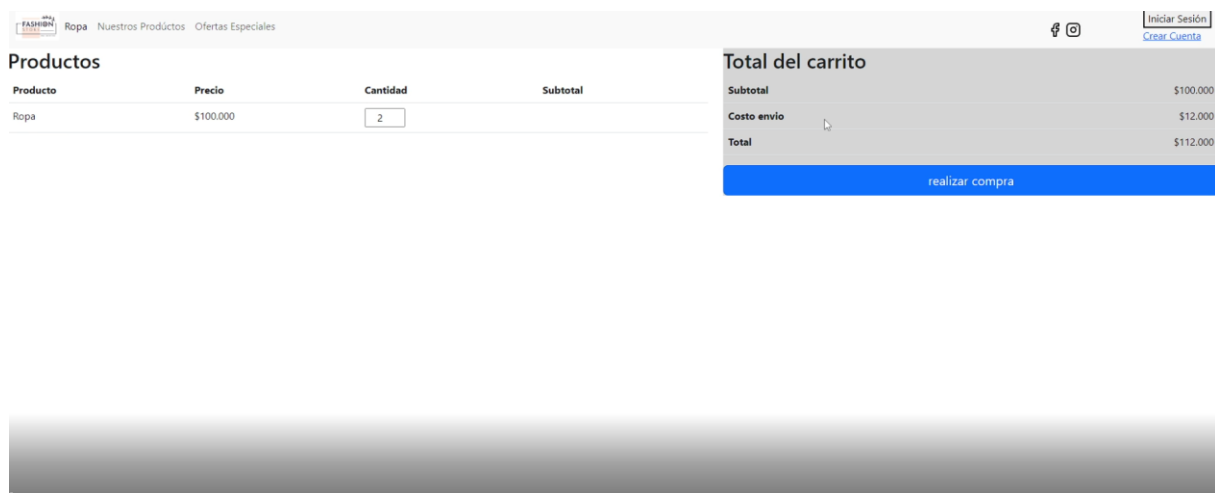 FASHION
Ropa Nuestros Prodúctos Ofertas Especiales
Iniciar Sesión
Crear Cuenta
Productos
Producto Precio Cantidad Subtotal
Ropa $100.000 2
Total del carrito
Subtotal $100.000
Costo envio $12.000
Total $112.000
realizar compra